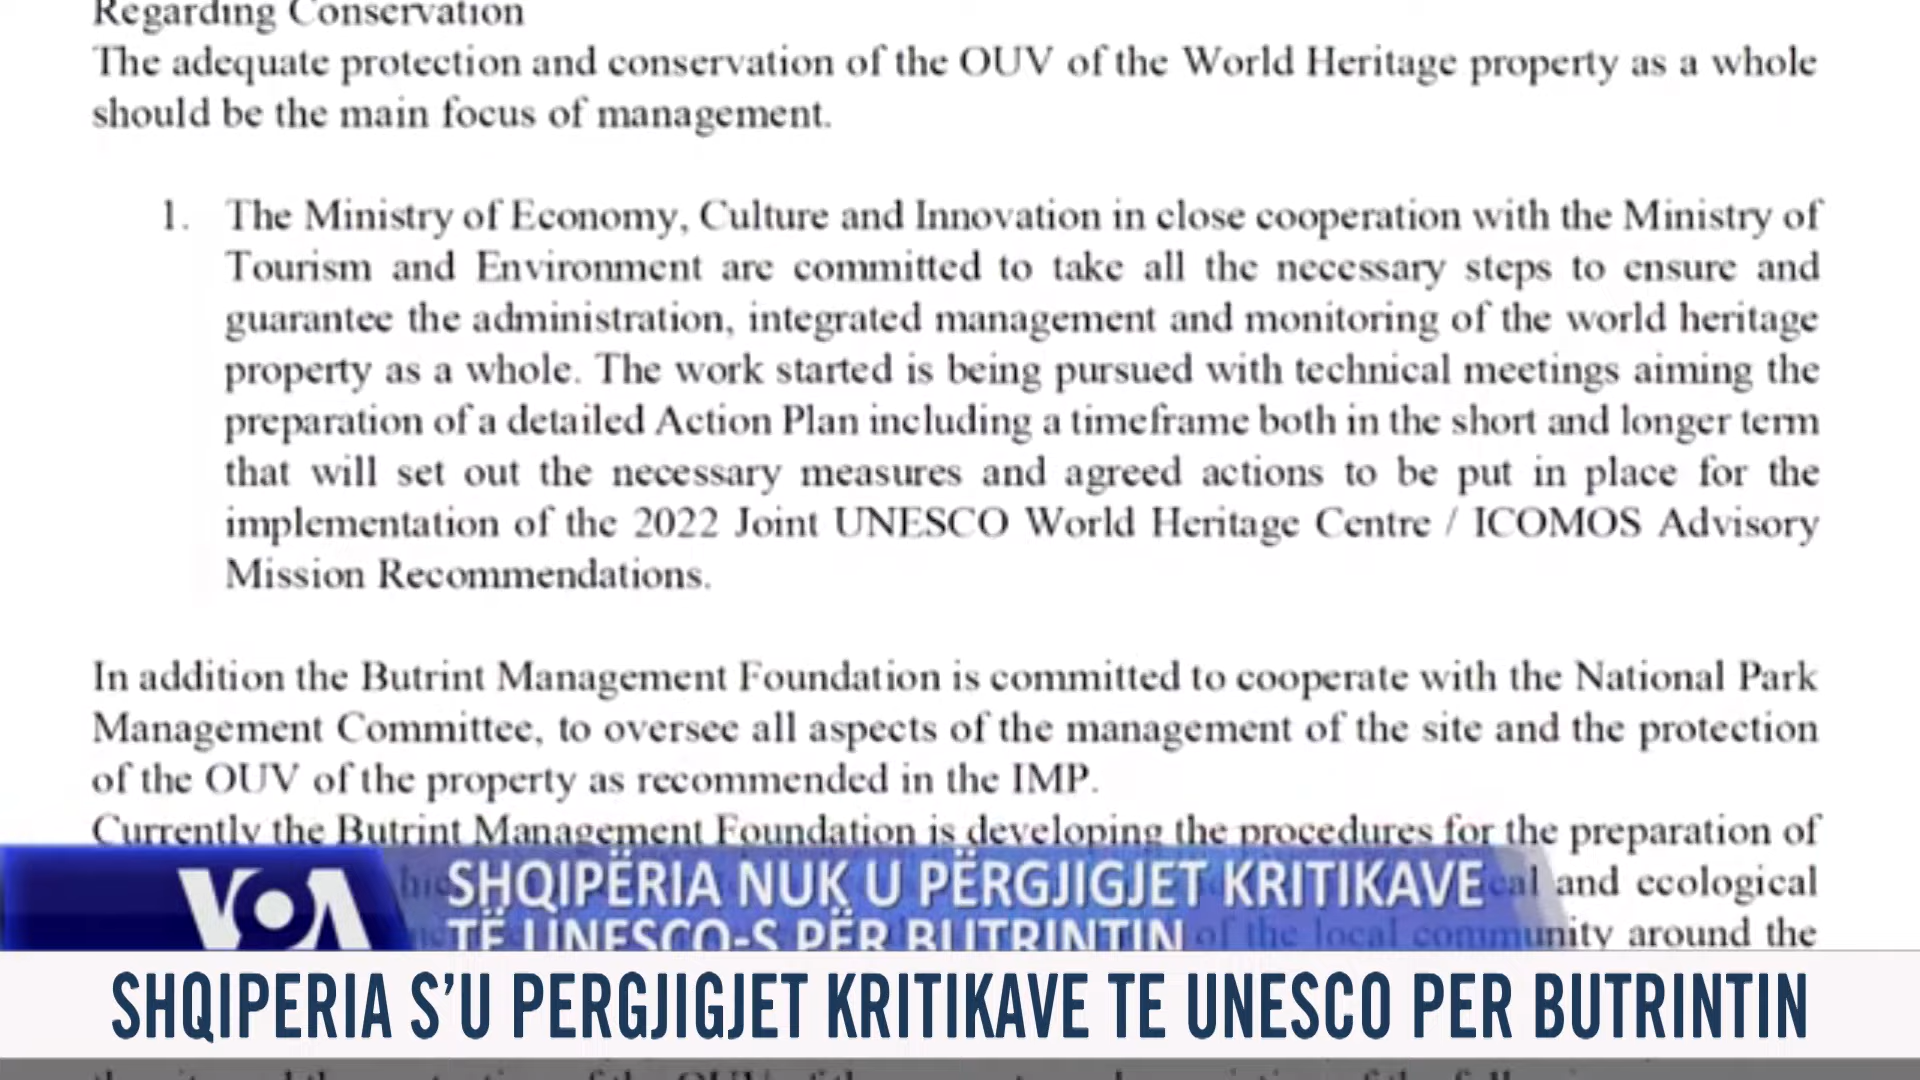 Regarding Conservation
The adequate protection and conservation of the OUV of the World Heritage property as a whole
should be the main focus of management.
1. The Ministry of Economy, Culture and Innovation in close cooperation with the Ministry of
Tourism and Environment are committed to take all the necessary steps to ensure and
guarantee the administration, integrated management and monitoring of the world heritage
property as a whole. The work started is being pursued with technical meetings aiming the
preparation of a detailed Action Plan including a timeframe both in the short and longer term
that will set out the necessary measures and agreed actions to be put in place for the
implementation of the 2022 Joint UNESCO World Heritage Centre / ICOMOS Advisory
Mission Recommendations.
In addition the Butrint Management Foundation is committed to cooperate with the National Park
Management Committee, to oversee all aspects of the management of the site and the protection
of the OUV of the property as recommended in the IMP.
Currently the Butrint Management Foundation is developing the procedures for the preparation of
and ecological
of the local community around the
VOA
SHQIPËRIA NUK U PËRGJIGJET KRITIKAVE
TË UNESCO-S PËR BUTRINTIN
SHQIPERIA S'U PERGJIGJET KRITIKAVE TE UNESCO PER BUTRINTIN